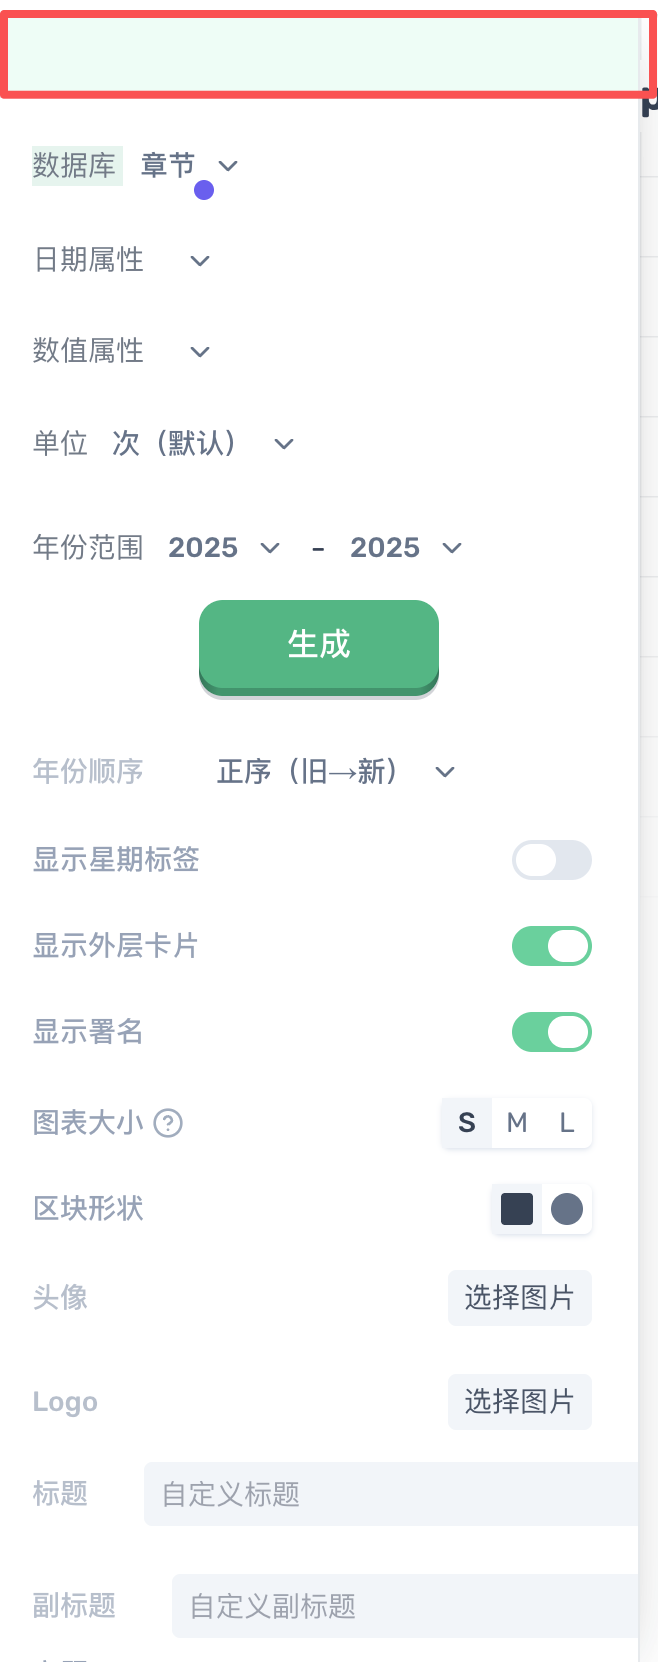 p
数据库 章节
日期属性
数值属性
单位 次（默认）
年份范围 2025 - 2025
生成
年份顺序 正序（旧→新）
显示星期标签
显示外层卡片
显示署名
图表大小 ? S M L
区块形状
头像 选择图片
Logo 选择图片
标题 自定义标题
副标题 自定义副标题